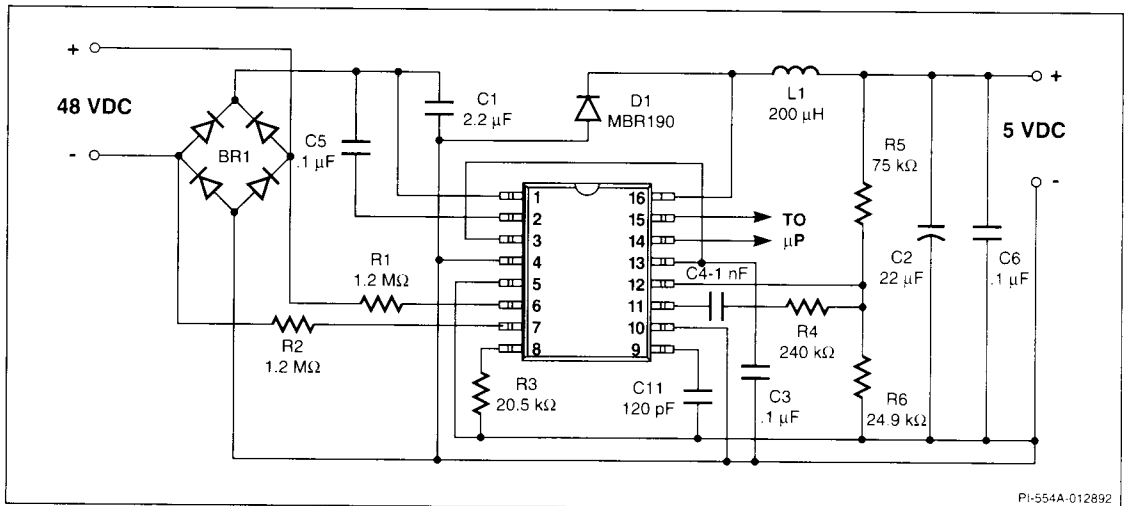 +
48 VDC
-
BR1
C5
.1 µF
C1
2.2 µF
D1
MBR190
L1
200 µH
+
5 VDC
-
R5
75 kΩ
1
2
3
4
5
6
7
8
16
15
14
13
12
11
10
9
TO
µP
R1
1.2 MΩ
R2
1.2 MΩ
R3
20.5 kΩ
C11
120 pF
C4-1 nF
R4
240 kΩ
C3
.1 µF
R6
24.9 kΩ
C2
22 µF
C6
.1 µF
PI-554A-012892